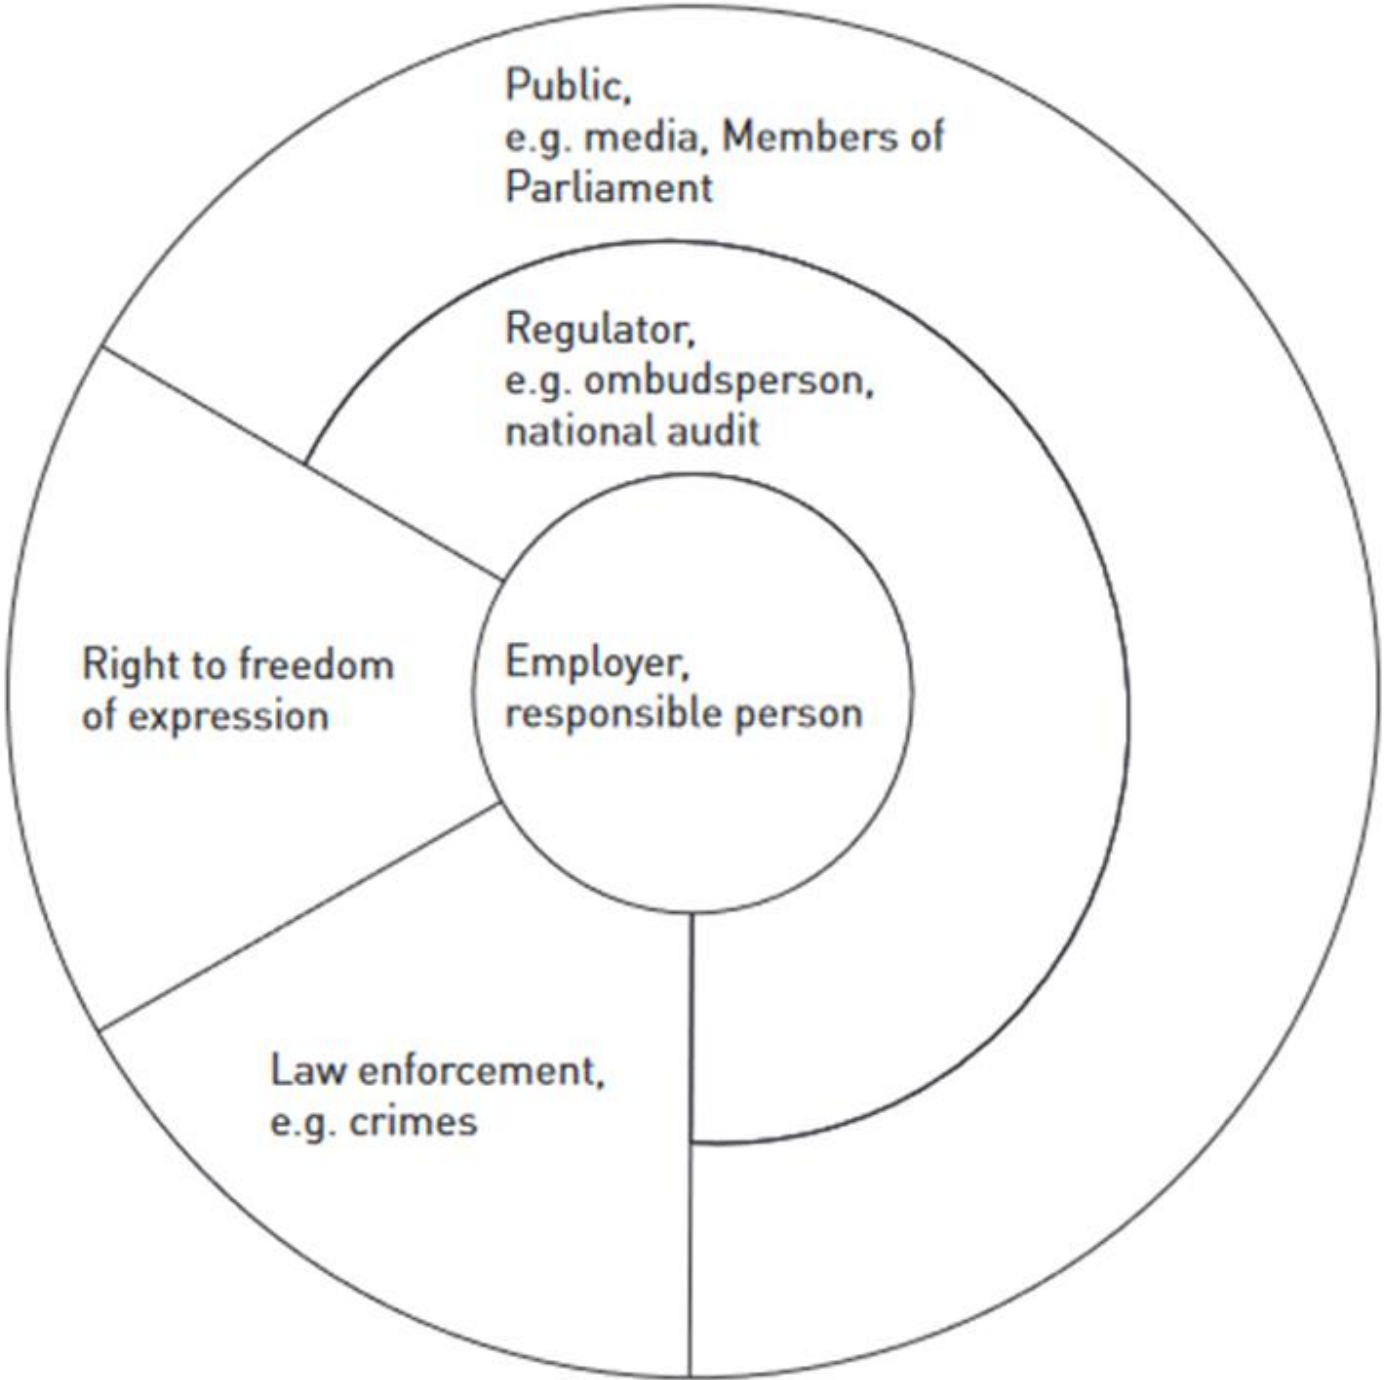 Public,
e.g. media, Members of
Parliament
Regulator,
e.g. ombudsperson,
national audit
Right to freedom
of expression
Employer,
responsible person
Law enforcement,
e.g. crimes